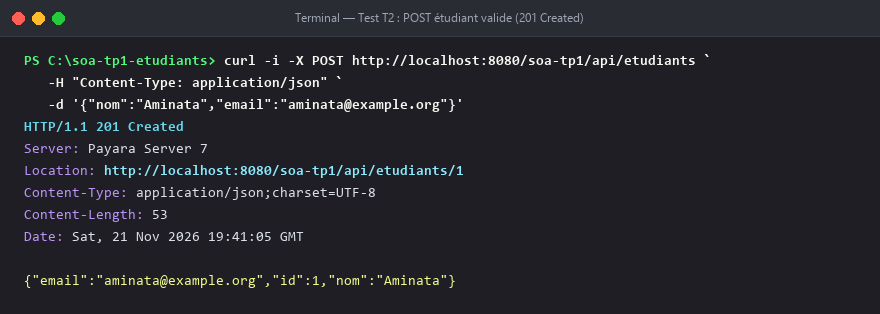 Terminal — Test T2 : POST étudiant valide (201 Created)
PS C:\soa-tp1-etudiants> curl -i -X POST http://localhost:8080/soa-tp1/api/etudiants `
-H "Content-Type: application/json" `
-d '{"nom":"Aminata","email":"aminata@example.org"}'
HTTP/1.1 201 Created
Server: Payara Server 7
Location: http://localhost:8080/soa-tp1/api/etudiants/1
Content-Type: application/json;charset=UTF-8
Content-Length: 53
Date: Sat, 21 Nov 2026 19:41:05 GMT
{"email":"aminata@example.org","id":1,"nom":"Aminata"}